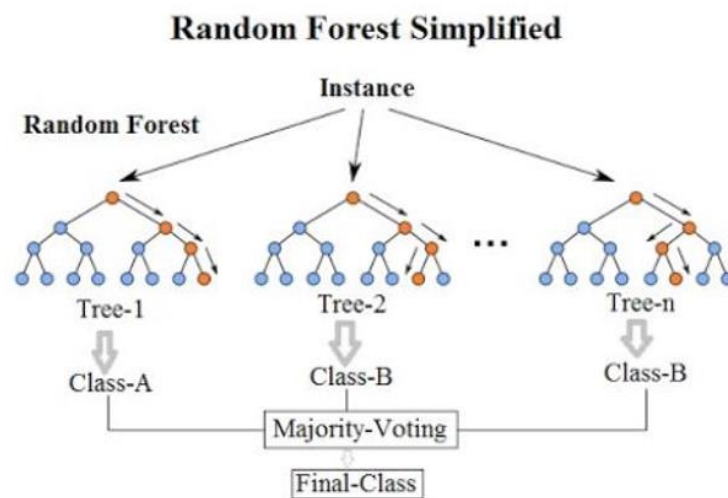 Random Forest Simplified
Instance
Random Forest
...
Tree-1
Tree-2
Tree-n
Class-A
Class-B
Class-B
Majority-Voting
Final-Class